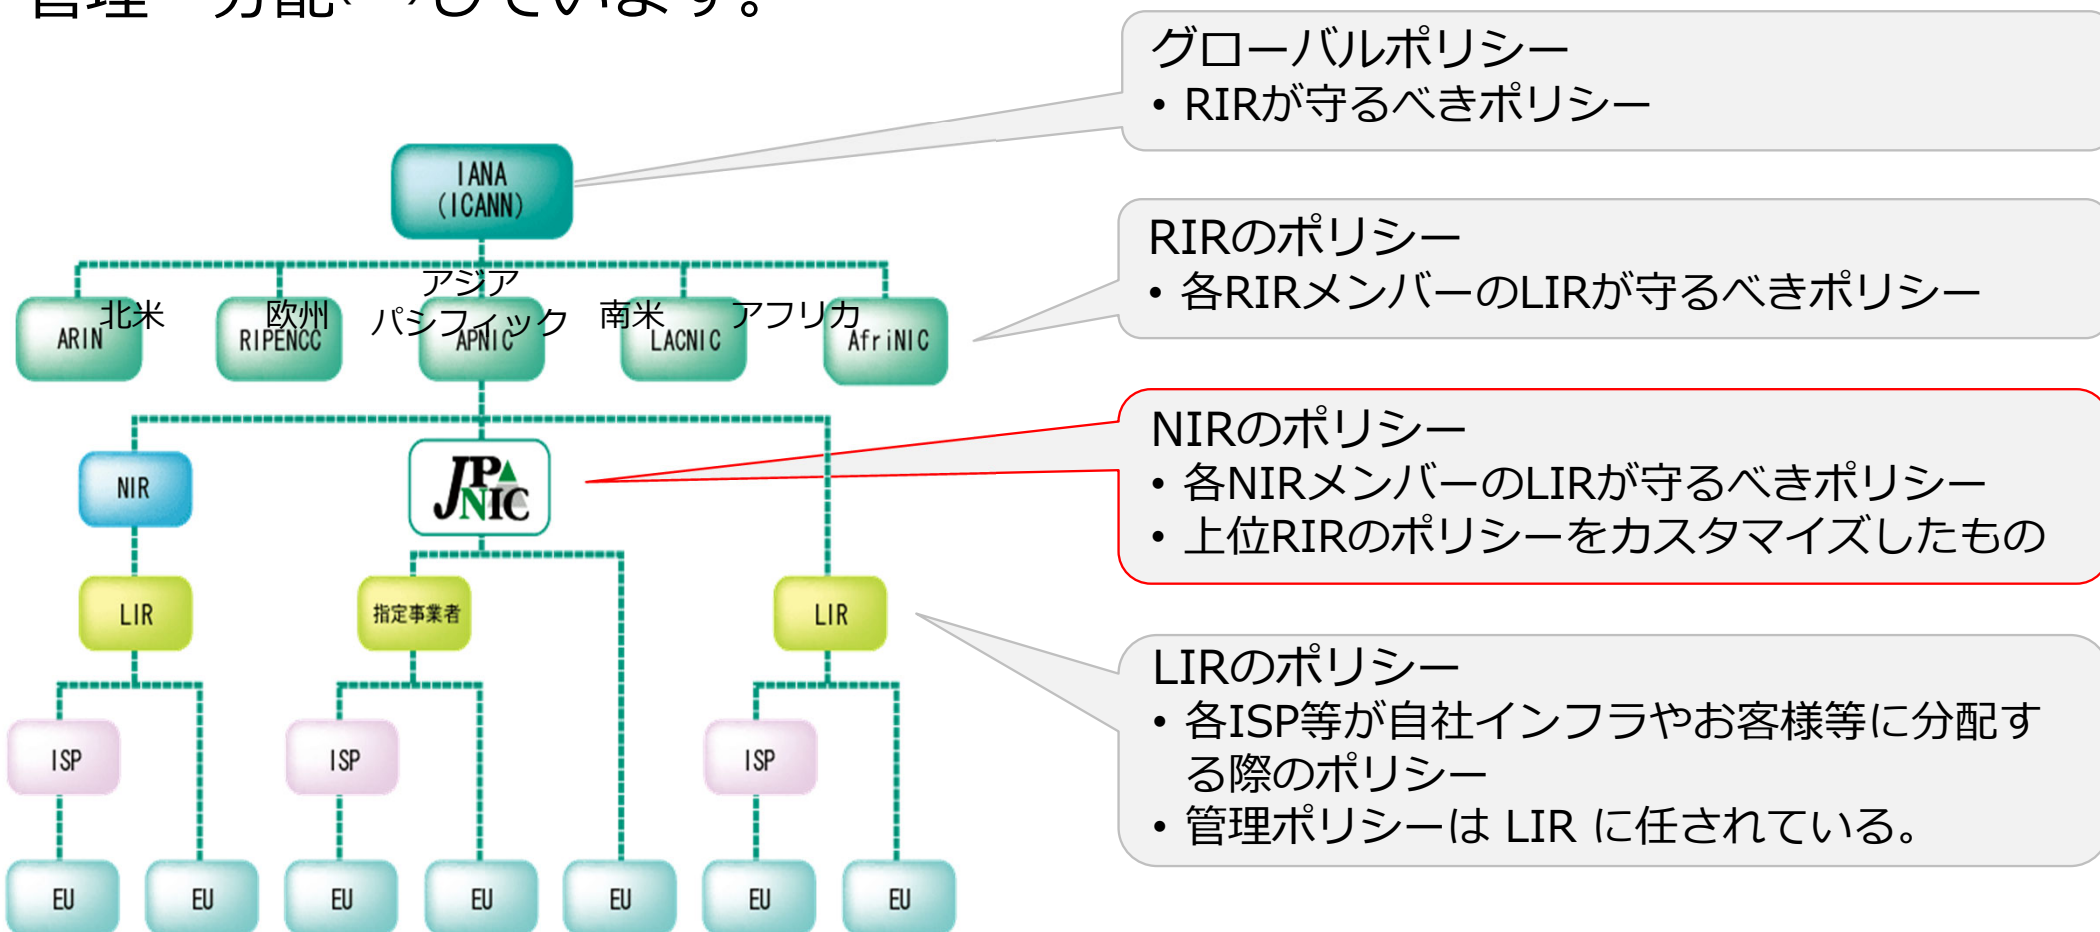 管理・分配(*)しています。
グローバルポリシー
• RIRが守るべきポリシー
IANA
(ICANN)
RIRのポリシー
• 各RIRメンバーのLIRが守るべきポリシー
北米
欧州
アジア
パシフィック
南米
アフリカ
ARIN
RIPENCC
APNIC
LACNIC
AfriNIC
NIRのポリシー
• 各NIRメンバーのLIRが守るべきポリシー
• 上位RIRのポリシーをカスタマイズしたもの
NIR
JPNIC
LIR
指定事業者
LIR
LIRのポリシー
• 各ISP等が自社インフラやお客様等に分配す
る際のポリシー
• 管理ポリシーは LIR に任されている。
ISP
ISP
ISP
EU
EU
EU
EU
EU
EU
EU